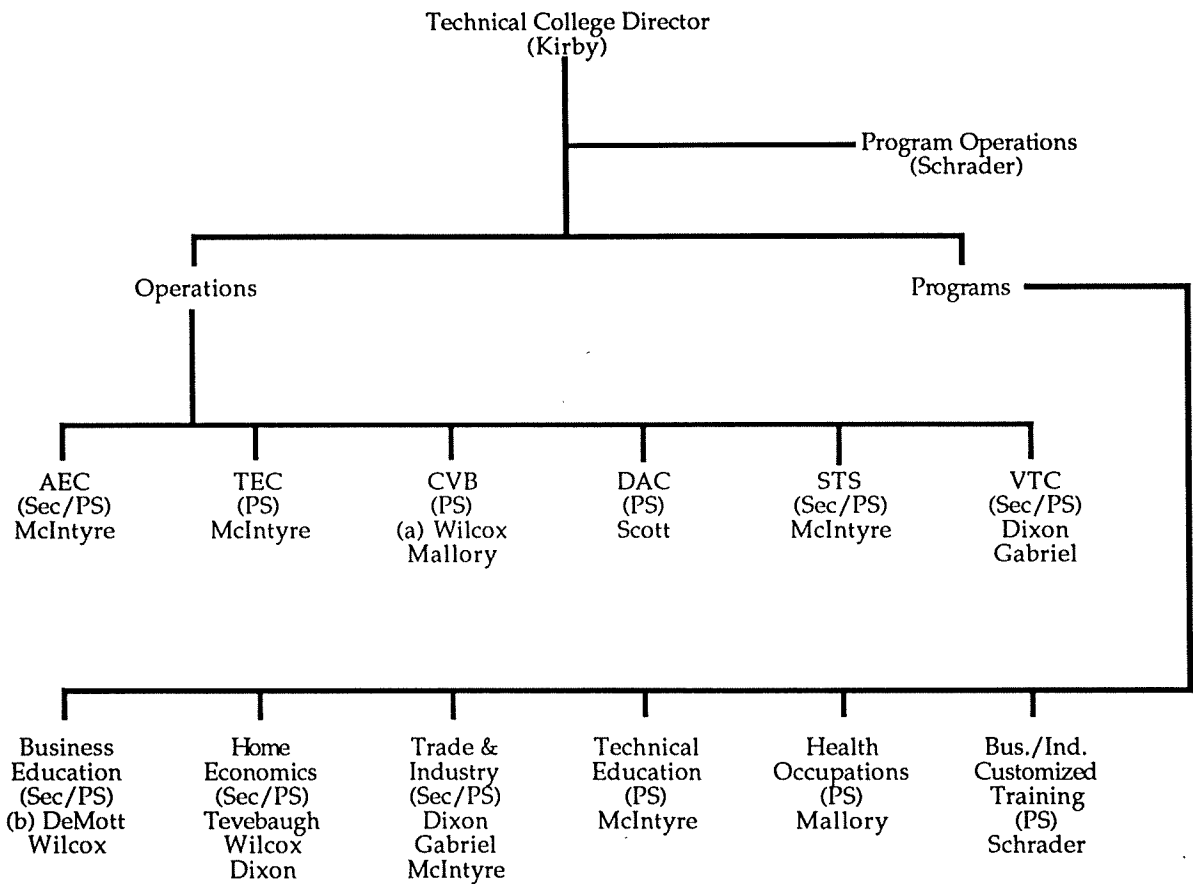 Technical College Director
(Kirby)
Program Operations
(Schrader)
Operations
Programs
AEC
(Sec/PS)
McIntyre
TEC
(PS)
McIntyre
CVB
(PS)
(a) Wilcox
Mallory
DAC
(PS)
Scott
STS
(Sec/PS)
McIntyre
VTC
(Sec/PS)
Dixon
Gabriel
Business
Education
(Sec/PS)
(b) DeMott
Wilcox
Home
Economics
(Sec/PS)
Tevebaugh
Wilcox
Dixon
Trade &
Industry
(Sec/PS)
Dixon
Gabriel
McIntyre
Technical
Education
(PS)
McIntyre
Health
Occupations
(PS)
Mallory
Bus./Ind.
Customized
Training
(PS)
Schrader